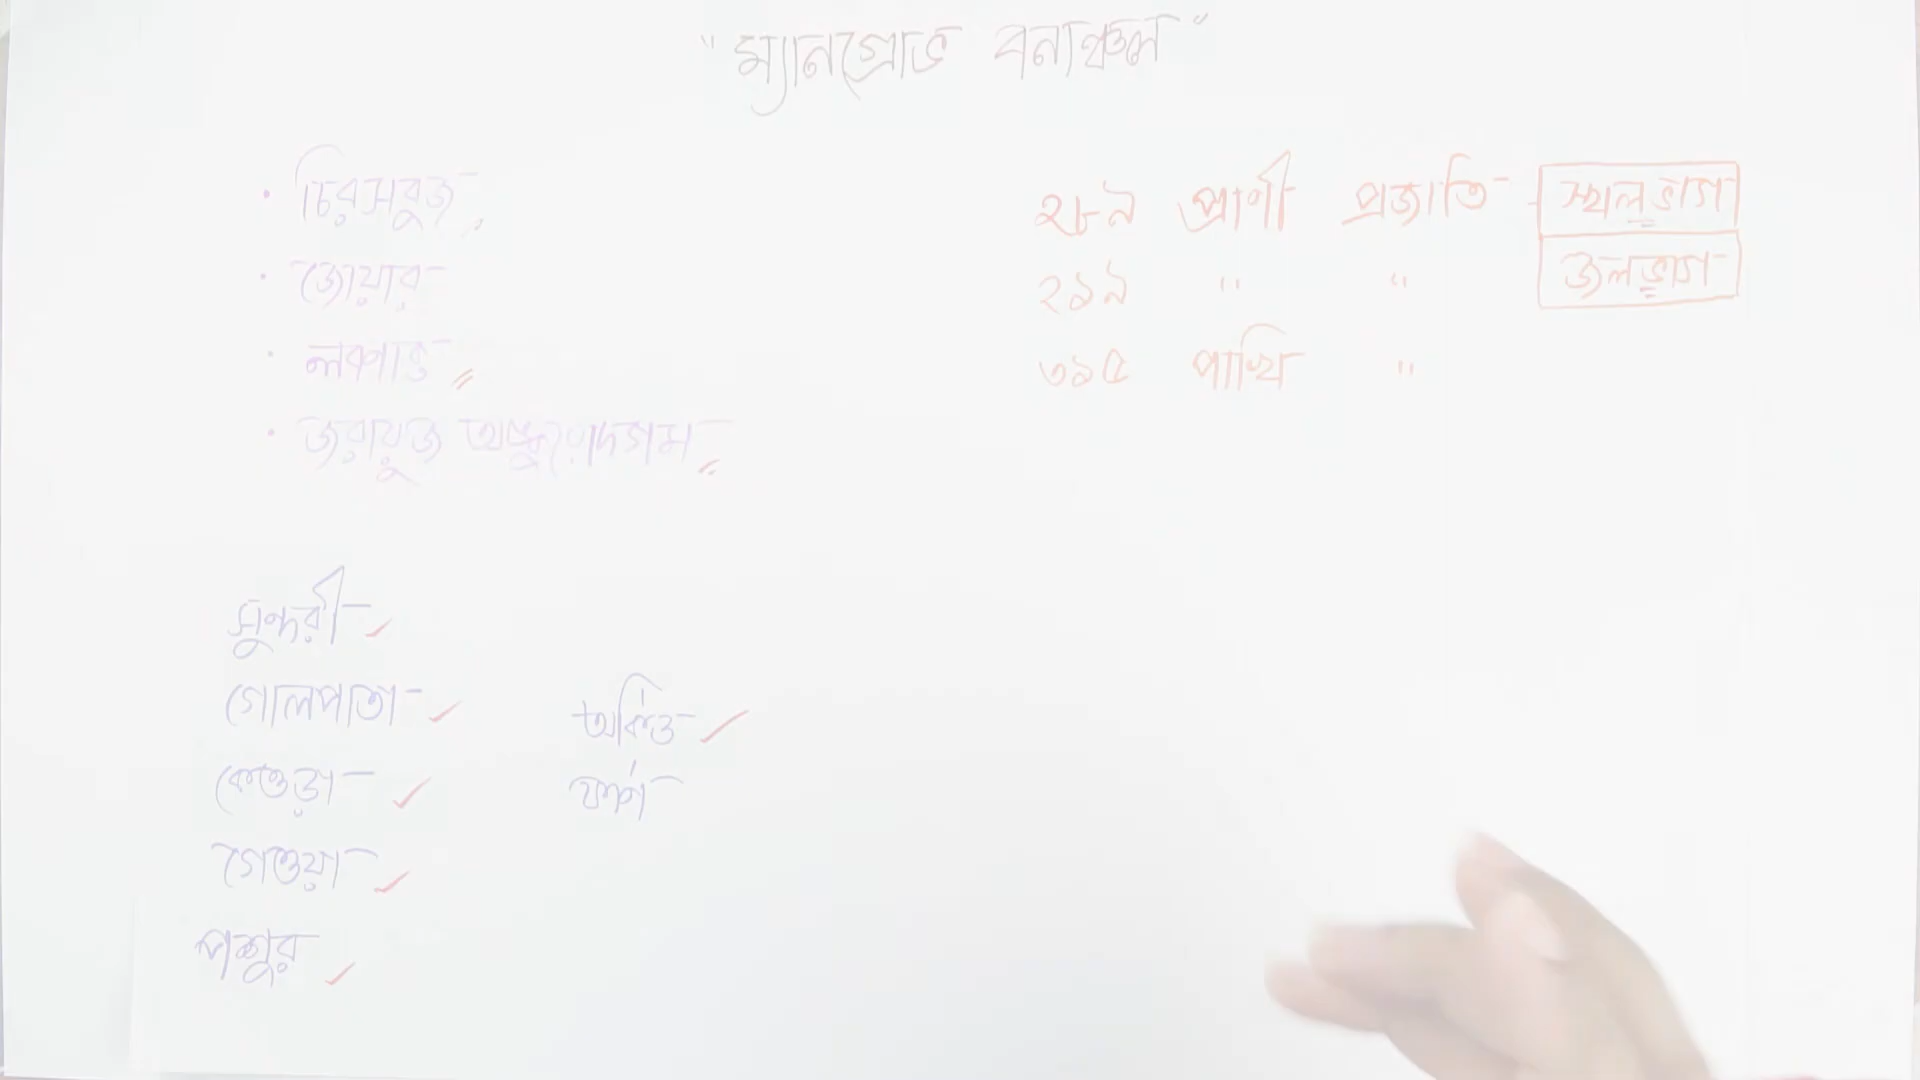 "ম্যানগ্রোভ বনাঞ্চল"
• চিরসবুজ
• জোয়ার
• লবণাক্ত
• জরায়ুজ অঙ্কুরোদগম
২৮৯ প্রাণী প্রজাতি স্থলভাগ
২১৯ " " জলভাগ
৩১৫ পাখি "
সুন্দরী
গোলপাতা
কেওড়া
গেওয়া
পশুর
অর্কিড